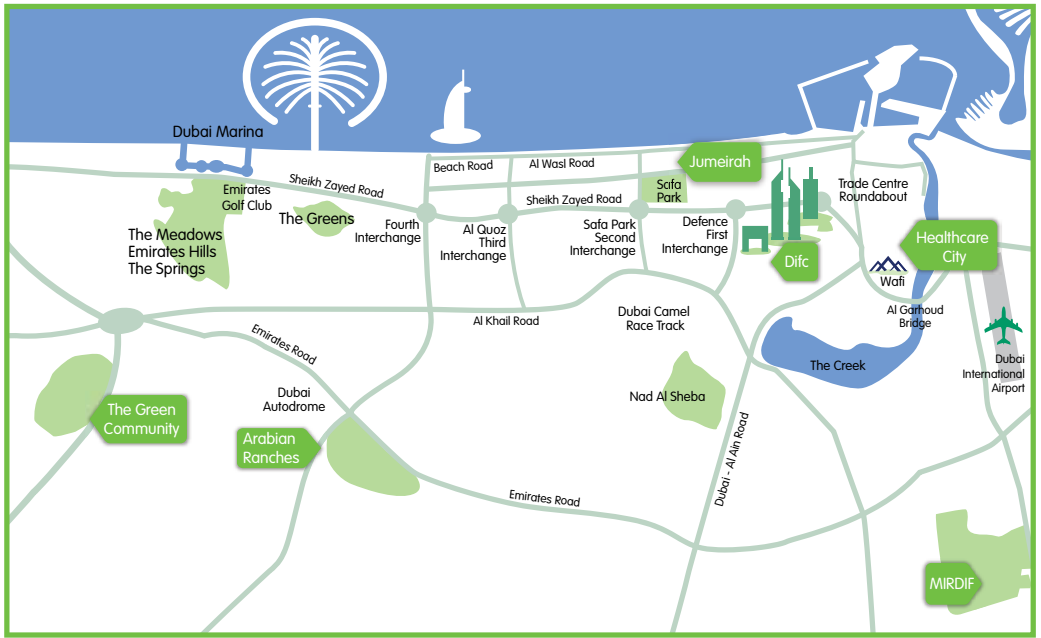 Dubai Marina
Beach Road
Al Wasl Road
Jumeirah
Sheikh Zayed Road
Emirates
Golf Club
The Greens
Sheikh Zayed Road
Safa
Park
Trade Centre
Roundabout
The Meadows
Emirates Hills
The Springs
Fourth
Interchange
Al Quoz
Third
Interchange
Safa Park
Second
Interchange
Defence
First
Interchange
Difc
Healthcare
City
Wafi
Al Garhoud
Bridge
Al Khail Road
Dubai Camel
Race Track
Emirates Road
The Creek
Dubai
International
Airport
Nad Al Sheba
Dubai
Autodrome
The Green
Community
Arabian
Ranches
Dubai - Al Ain Road
Emirates Road
MIRDIF